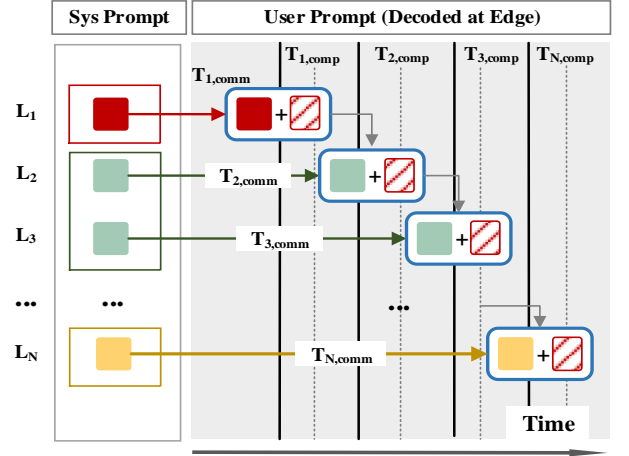 Sys Prompt
User Prompt (Decoded at Edge)
T1,comm
T1,comp
T2,comp
T3,comp
TN,comp
L1
+
L2
T2,comm
+
L3
T3,comm
+
...
...
...
LN
TN,comm
+
Time